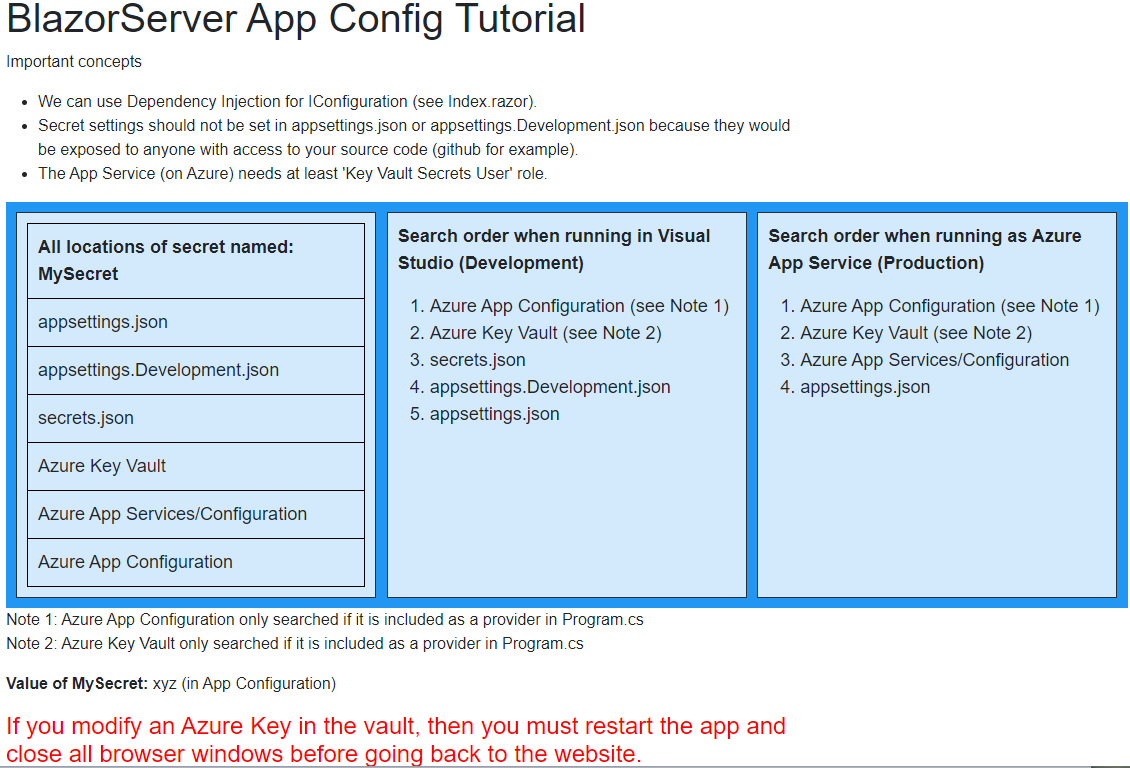 BlazorServer App Config Tutorial
Important concepts
• We can use Dependency Injection for IConfiguration (see Index.razor).
• Secret settings should not be set in appsettings.json or appsettings.Development.json because they would
be exposed to anyone with access to your source code (github for example).
• The App Service (on Azure) needs at least 'Key Vault Secrets User' role.
All locations of secret named:
MySecret
appsettings.json
appsettings.Development.json
secrets.json
Azure Key Vault
Azure App Services/Configuration
Azure App Configuration
Search order when running in Visual
Studio (Development)
1. Azure App Configuration (see Note 1)
2. Azure Key Vault (see Note 2)
3. secrets.json
4. appsettings.Development.json
5. appsettings.json
Search order when running as Azure
App Service (Production)
1. Azure App Configuration (see Note 1)
2. Azure Key Vault (see Note 2)
3. Azure App Services/Configuration
4. appsettings.json
Note 1: Azure App Configuration only searched if it is included as a provider in Program.cs
Note 2: Azure Key Vault only searched if it is included as a provider in Program.cs
Value of MySecret: xyz (in App Configuration)
If you modify an Azure Key in the vault, then you must restart the app and
close all browser windows before going back to the website.